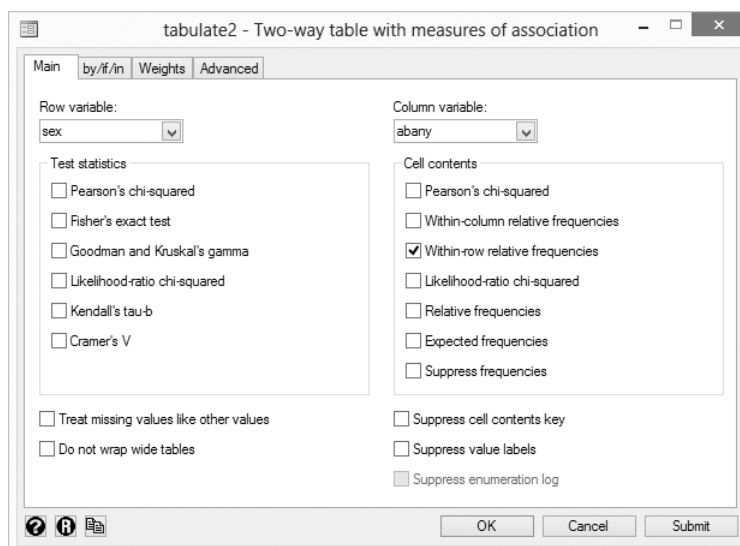 tabulate2 - Two-way table with measures of association
Main by/if/in Weights Advanced
Row variable:
sex
Column variable:
abany
Test statistics
Pearson's chi-squared
Fisher's exact test
Goodman and Kruskal's gamma
Likelihood-ratio chi-squared
Kendall's tau-b
Cramer's V
Cell contents
Pearson's chi-squared
Within-column relative frequencies
Within-row relative frequencies
Likelihood-ratio chi-squared
Relative frequencies
Expected frequencies
Suppress frequencies
Treat missing values like other values
Do not wrap wide tables
Suppress cell contents key
Suppress value labels
Suppress enumeration log
? R
OK Cancel Submit